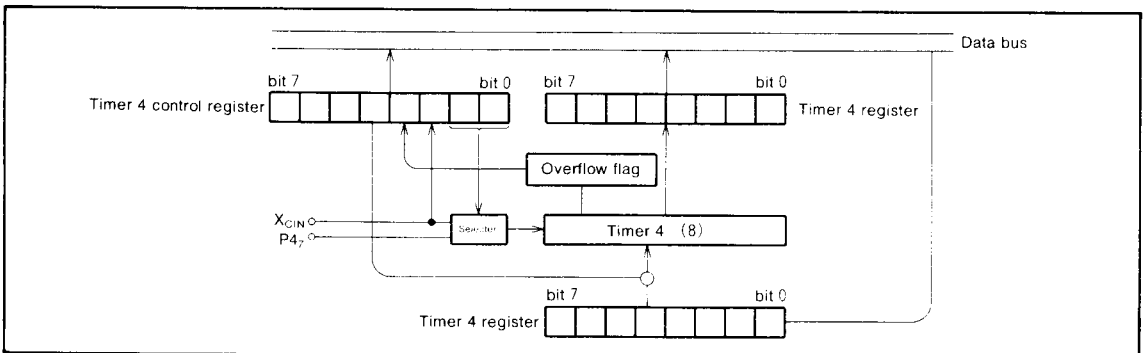 Data bus
bit 7 bit 0 bit 7 bit 0
Timer 4 control register Timer 4 register
Overflow flag
X_CIN
Selector Timer 4 (8)
P4₇
bit 7 bit 0
Timer 4 register